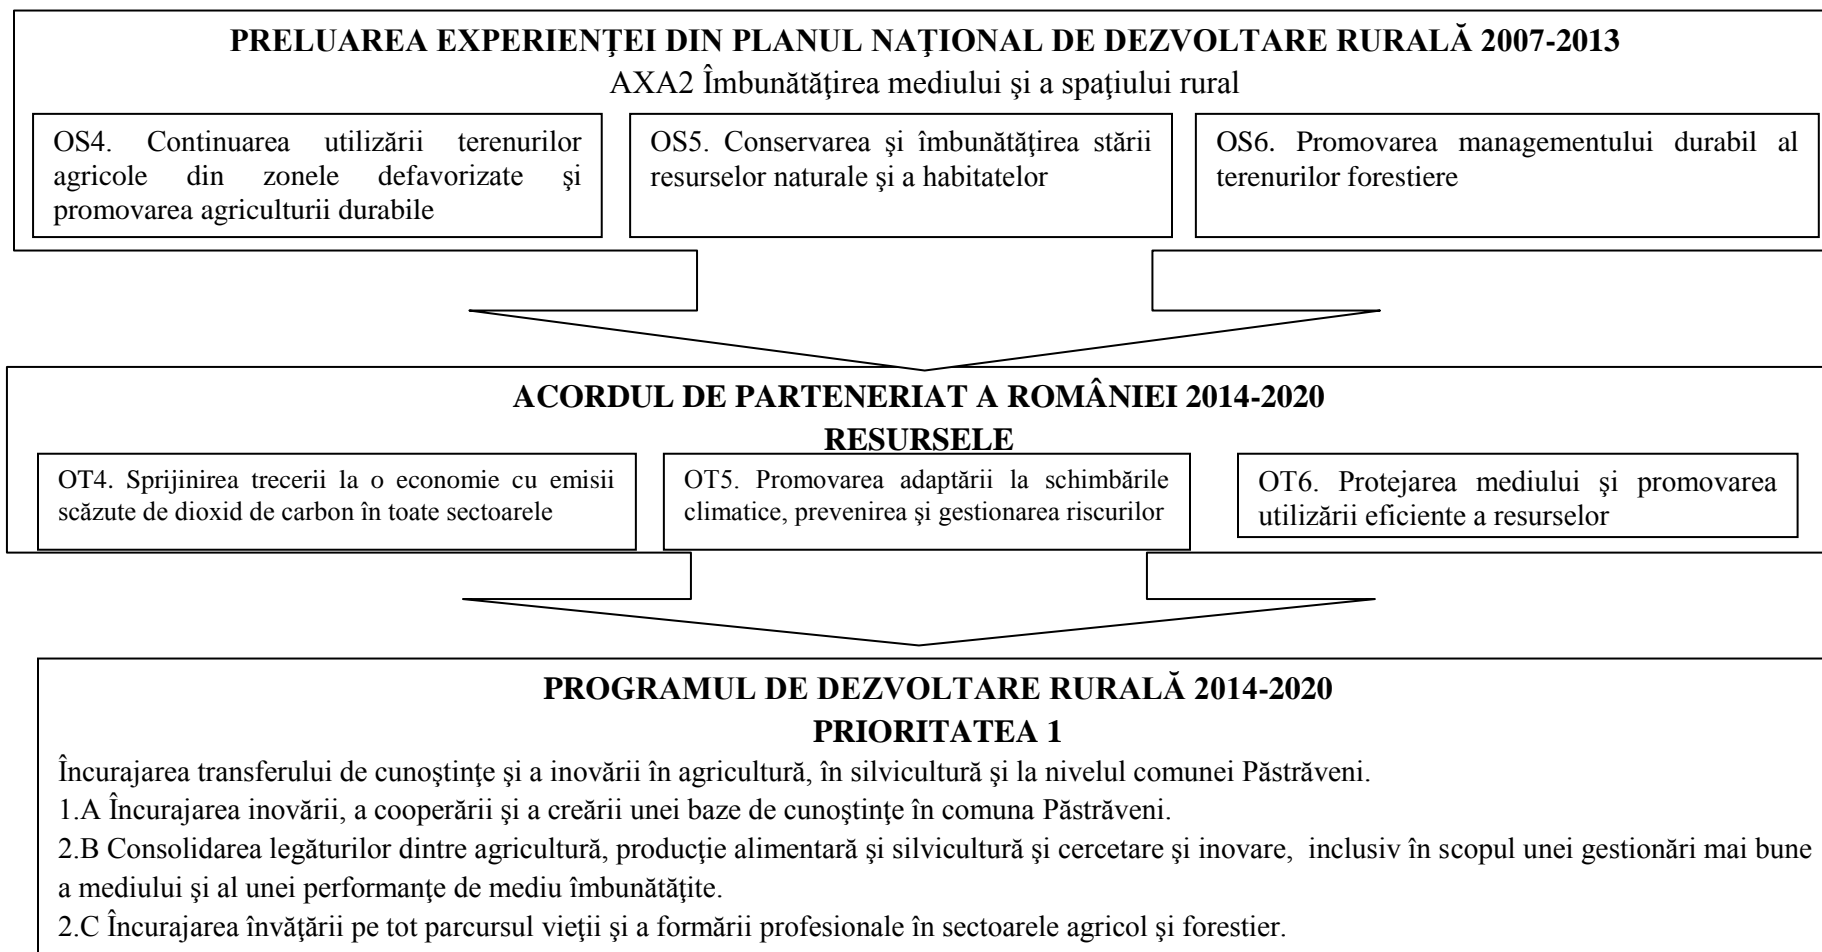 PRELUAREA EXPERIENŢEI DIN PLANUL NAŢIONAL DE DEZVOLTARE RURALĂ 2007-2013
AXA2 Îmbunătăţirea mediului şi a spaţiului rural
OS4. Continuarea utilizării terenurilor
agricole din zonele defavorizate şi
promovarea agriculturii durabile
OS5. Conservarea şi îmbunătăţirea stării
resurselor naturale şi a habitatelor
OS6. Promovarea managementului durabil al
terenurilor forestiere
ACORDUL DE PARTENERIAT A ROMÂNIEI 2014-2020
RESURSELE
OT4. Sprijinirea trecerii la o economie cu emisii
scăzute de dioxid de carbon în toate sectoarele
OT5. Promovarea adaptării la schimbările
climatice, prevenirea şi gestionarea riscurilor
OT6. Protejarea mediului şi promovarea
utilizării eficiente a resurselor
PROGRAMUL DE DEZVOLTARE RURALĂ 2014-2020
PRIORITATEA 1
Încurajarea transferului de cunoştinţe şi a inovării în agricultură, în silvicultură şi la nivelul comunei Păstrăveni.
1.A Încurajarea inovării, a cooperării şi a creării unei baze de cunoştinţe în comuna Păstrăveni.
2.B Consolidarea legăturilor dintre agricultură, producţie alimentară şi silvicultură şi cercetare şi inovare, inclusiv în scopul unei gestionări mai bune
a mediului şi al unei performanţe de mediu îmbunătăţite.
2.C Încurajarea învăţării pe tot parcursul vieţii şi a formării profesionale în sectoarele agricol şi forestier.